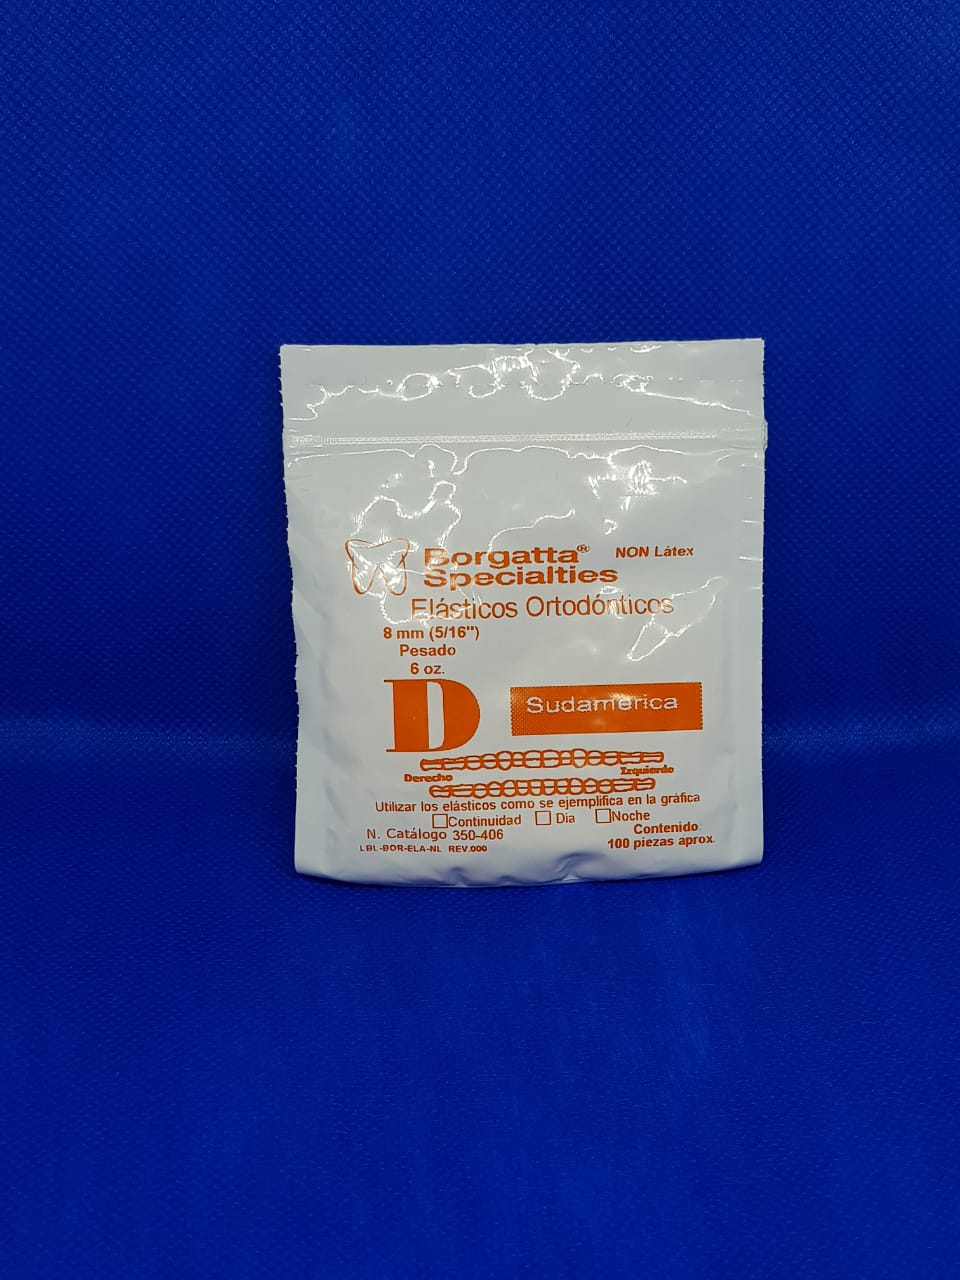 Borgatta® NON Látex
Specialties
Elásticos Ortodónticos
8 mm (5/16")
Pesado
6 oz.
D
Sudamerica
Derecho Izquierdo
Utilizar los elásticos como se ejemplifica en la gráfica
Continuidad Dia Noche
N. Catálogo 350-406
Contenido:
100 piezas aprox.
LBL-BOR-ELA-NL REV.000